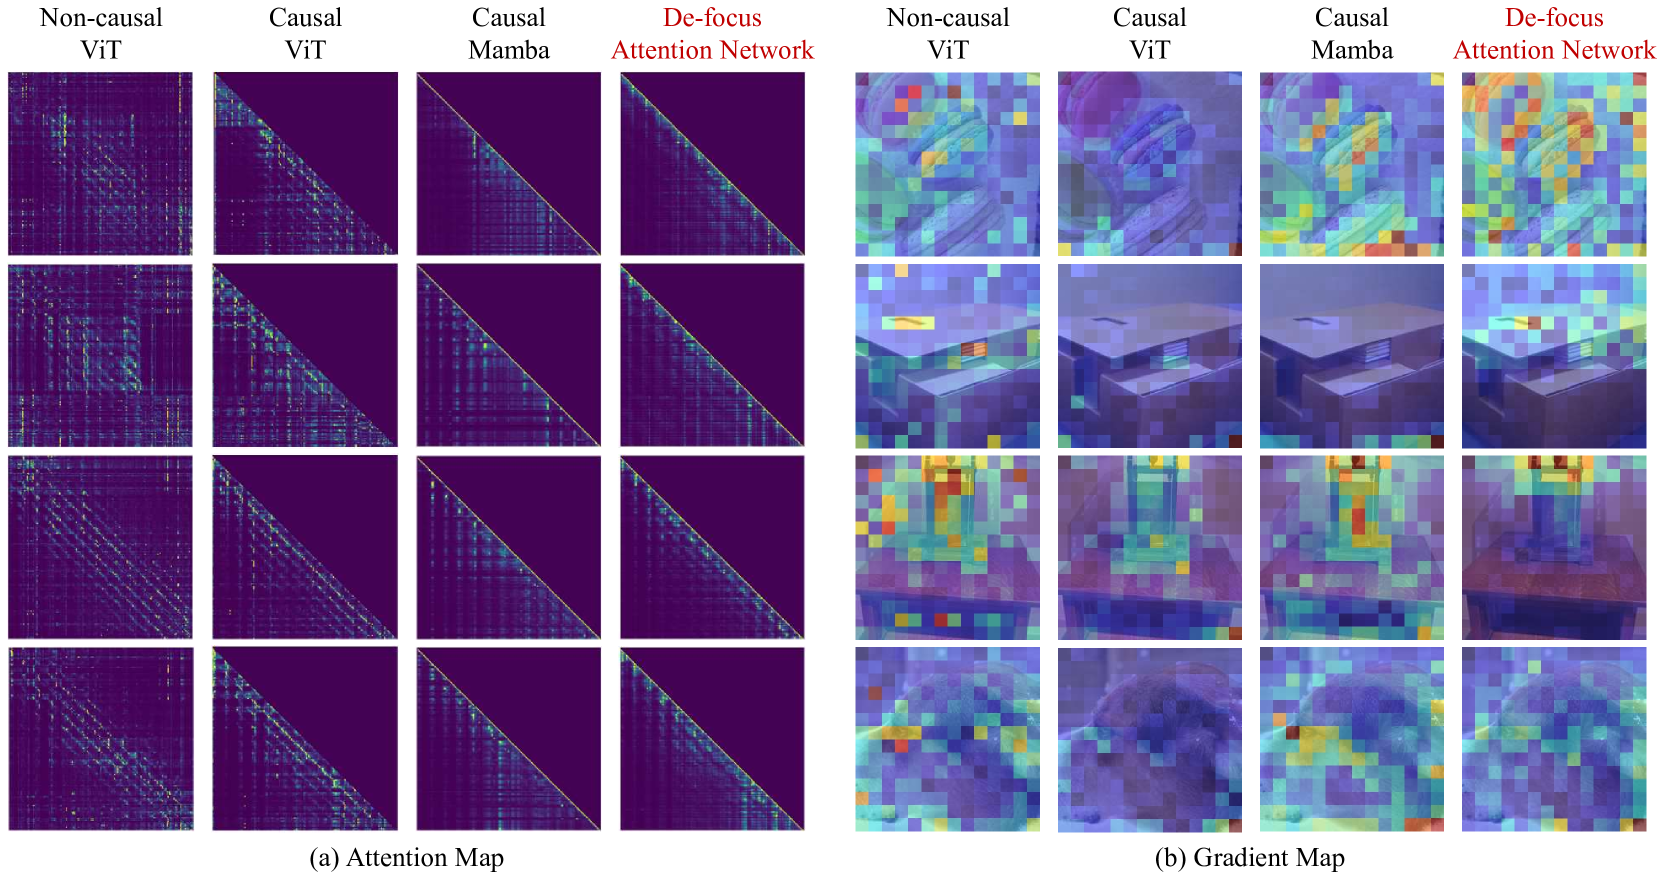 Non-causal
ViT
Causal
ViT
Causal
Mamba
De-focus
Attention Network
Non-causal
ViT
Causal
ViT
Causal
Mamba
De-focus
Attention Network
(a) Attention Map
(b) Gradient Map